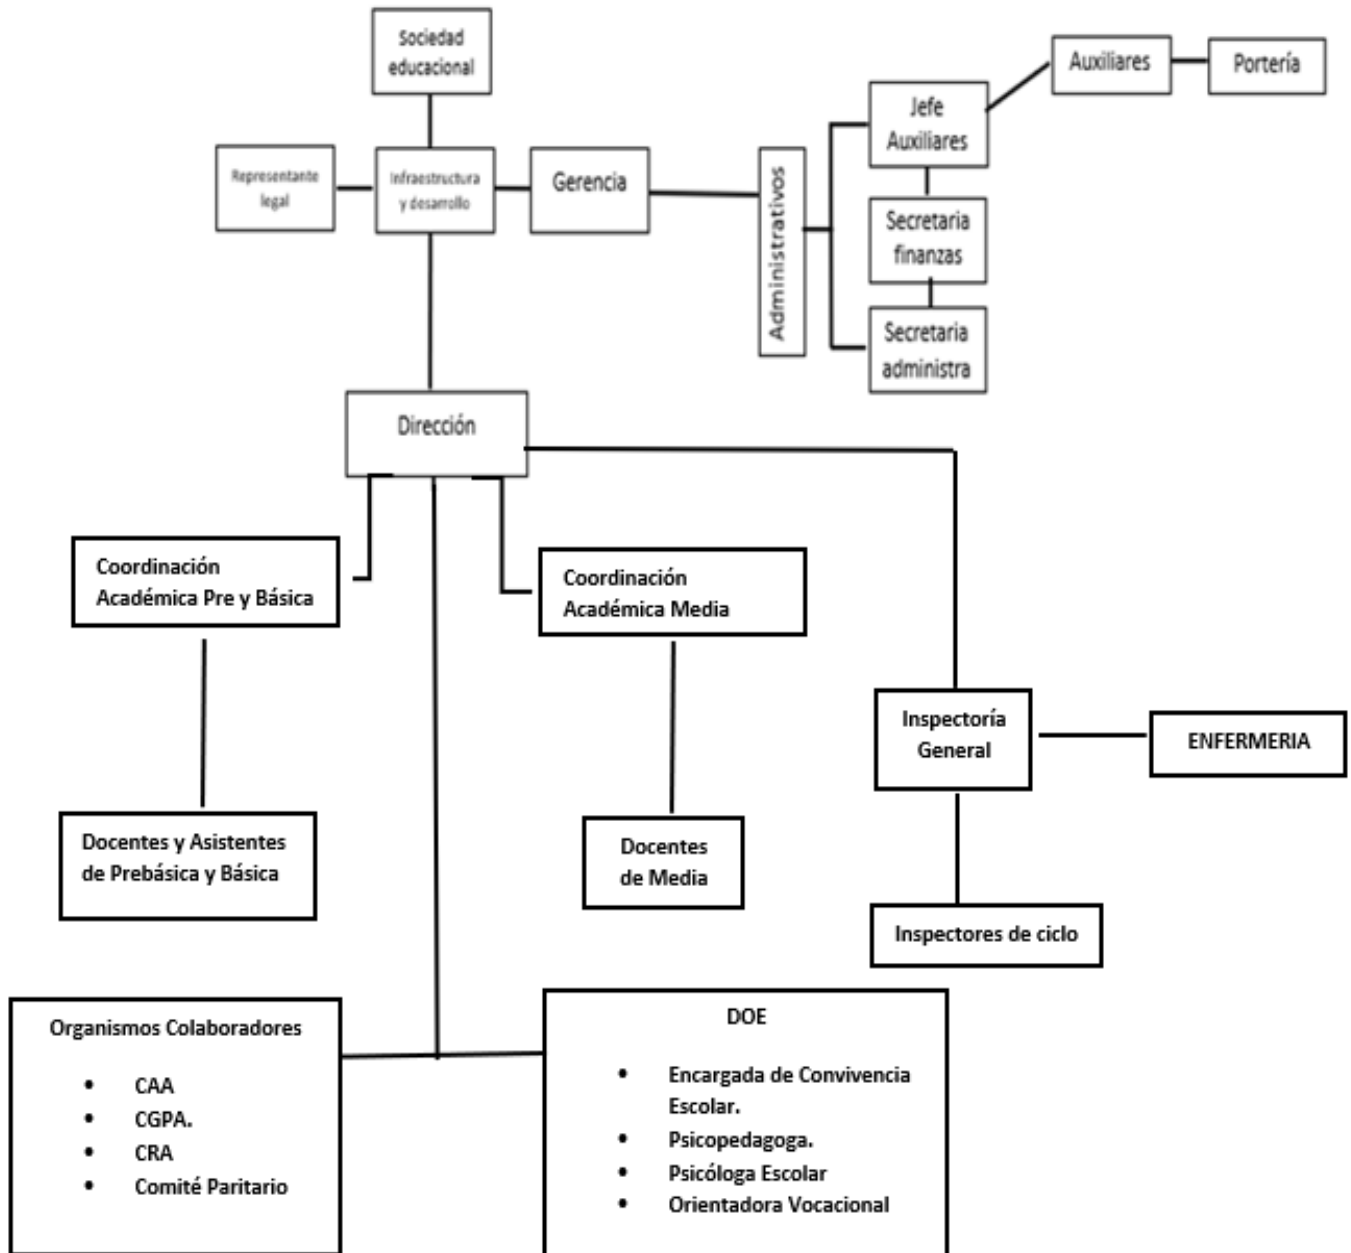 Sociedad
educacional
Auxiliares
Portería
Jefe
Auxiliares
Representante
legal
Infraestructura
y desarrollo
Gerencia
Administrativos
Secretaria
finanzas
Secretaria
administra
Dirección
Coordinación
Académica Pre y Básica
Coordinación
Académica Media
Inspectoría
General
ENFERMERIA
Docentes y Asistentes
de Prebásica y Básica
Docentes
de Media
Inspectores de ciclo
Organismos Colaboradores
• CAA
• CGPA.
• CRA
• Comité Paritario
DOE
• Encargada de Convivencia
Escolar.
• Psicopedagoga.
• Psicóloga Escolar
• Orientadora Vocacional